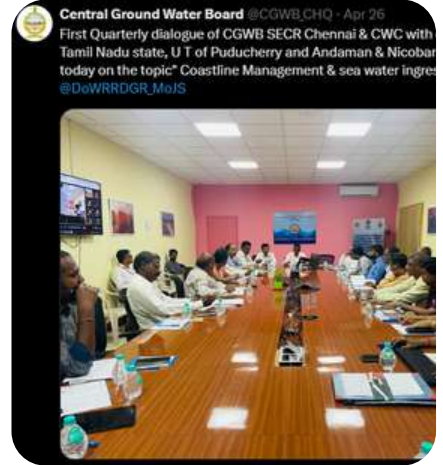 Central Ground Water Board @CGWB_CHQ · Apr 26
First Quarterly dialogue of CGWB SECR Chennai & CWC with
Tamil Nadu state, U T of Puducherry and Andaman & Nicobar
today on the topic" Coastline Management & sea water ingres
@DoWRRDGR_MoJS